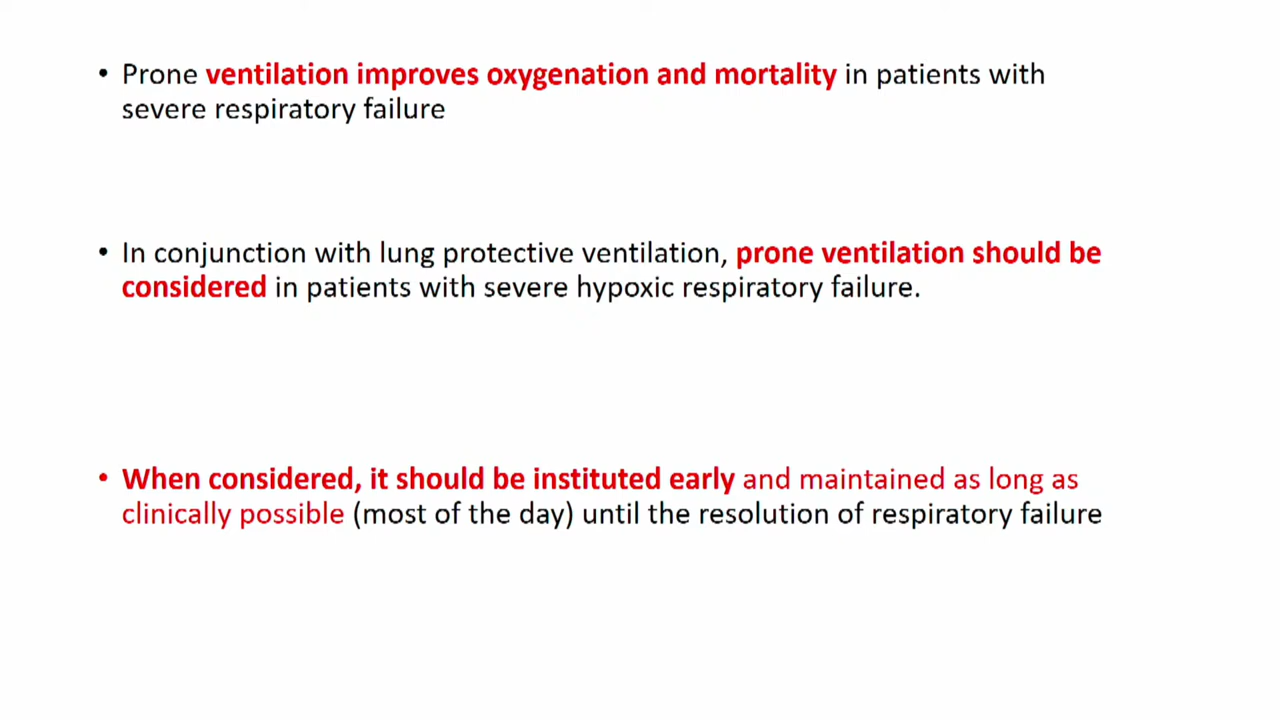 • Prone ventilation improves oxygenation and mortality in patients with
severe respiratory failure
• In conjunction with lung protective ventilation, prone ventilation should be
considered in patients with severe hypoxic respiratory failure.
• When considered, it should be instituted early and maintained as long as
clinically possible (most of the day) until the resolution of respiratory failure